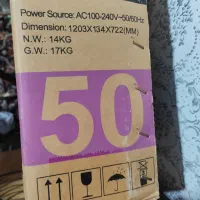 Power Source: AC100-240V~50/60Hz
Dimension: 1203X134X722(MM)
N.W.: 14KG
G.W.: 17KG
50